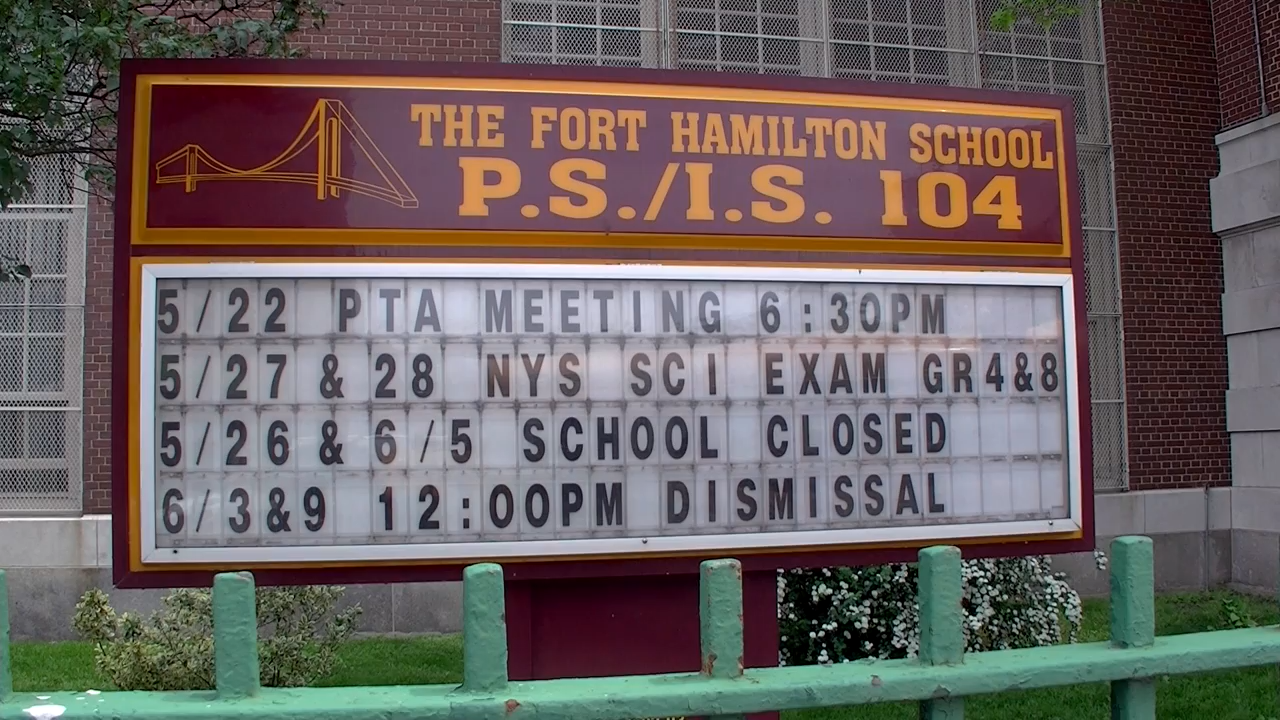 THE FORT HAMILTON SCHOOL
P.S./I.S. 104
5/22 PTA MEETING 6:30PM
5/27 & 28 NYS SCI EXAM GR4&8
5/26 & 6/5 SCHOOL CLOSED
6/3&9 12:00PM DISMISSAL